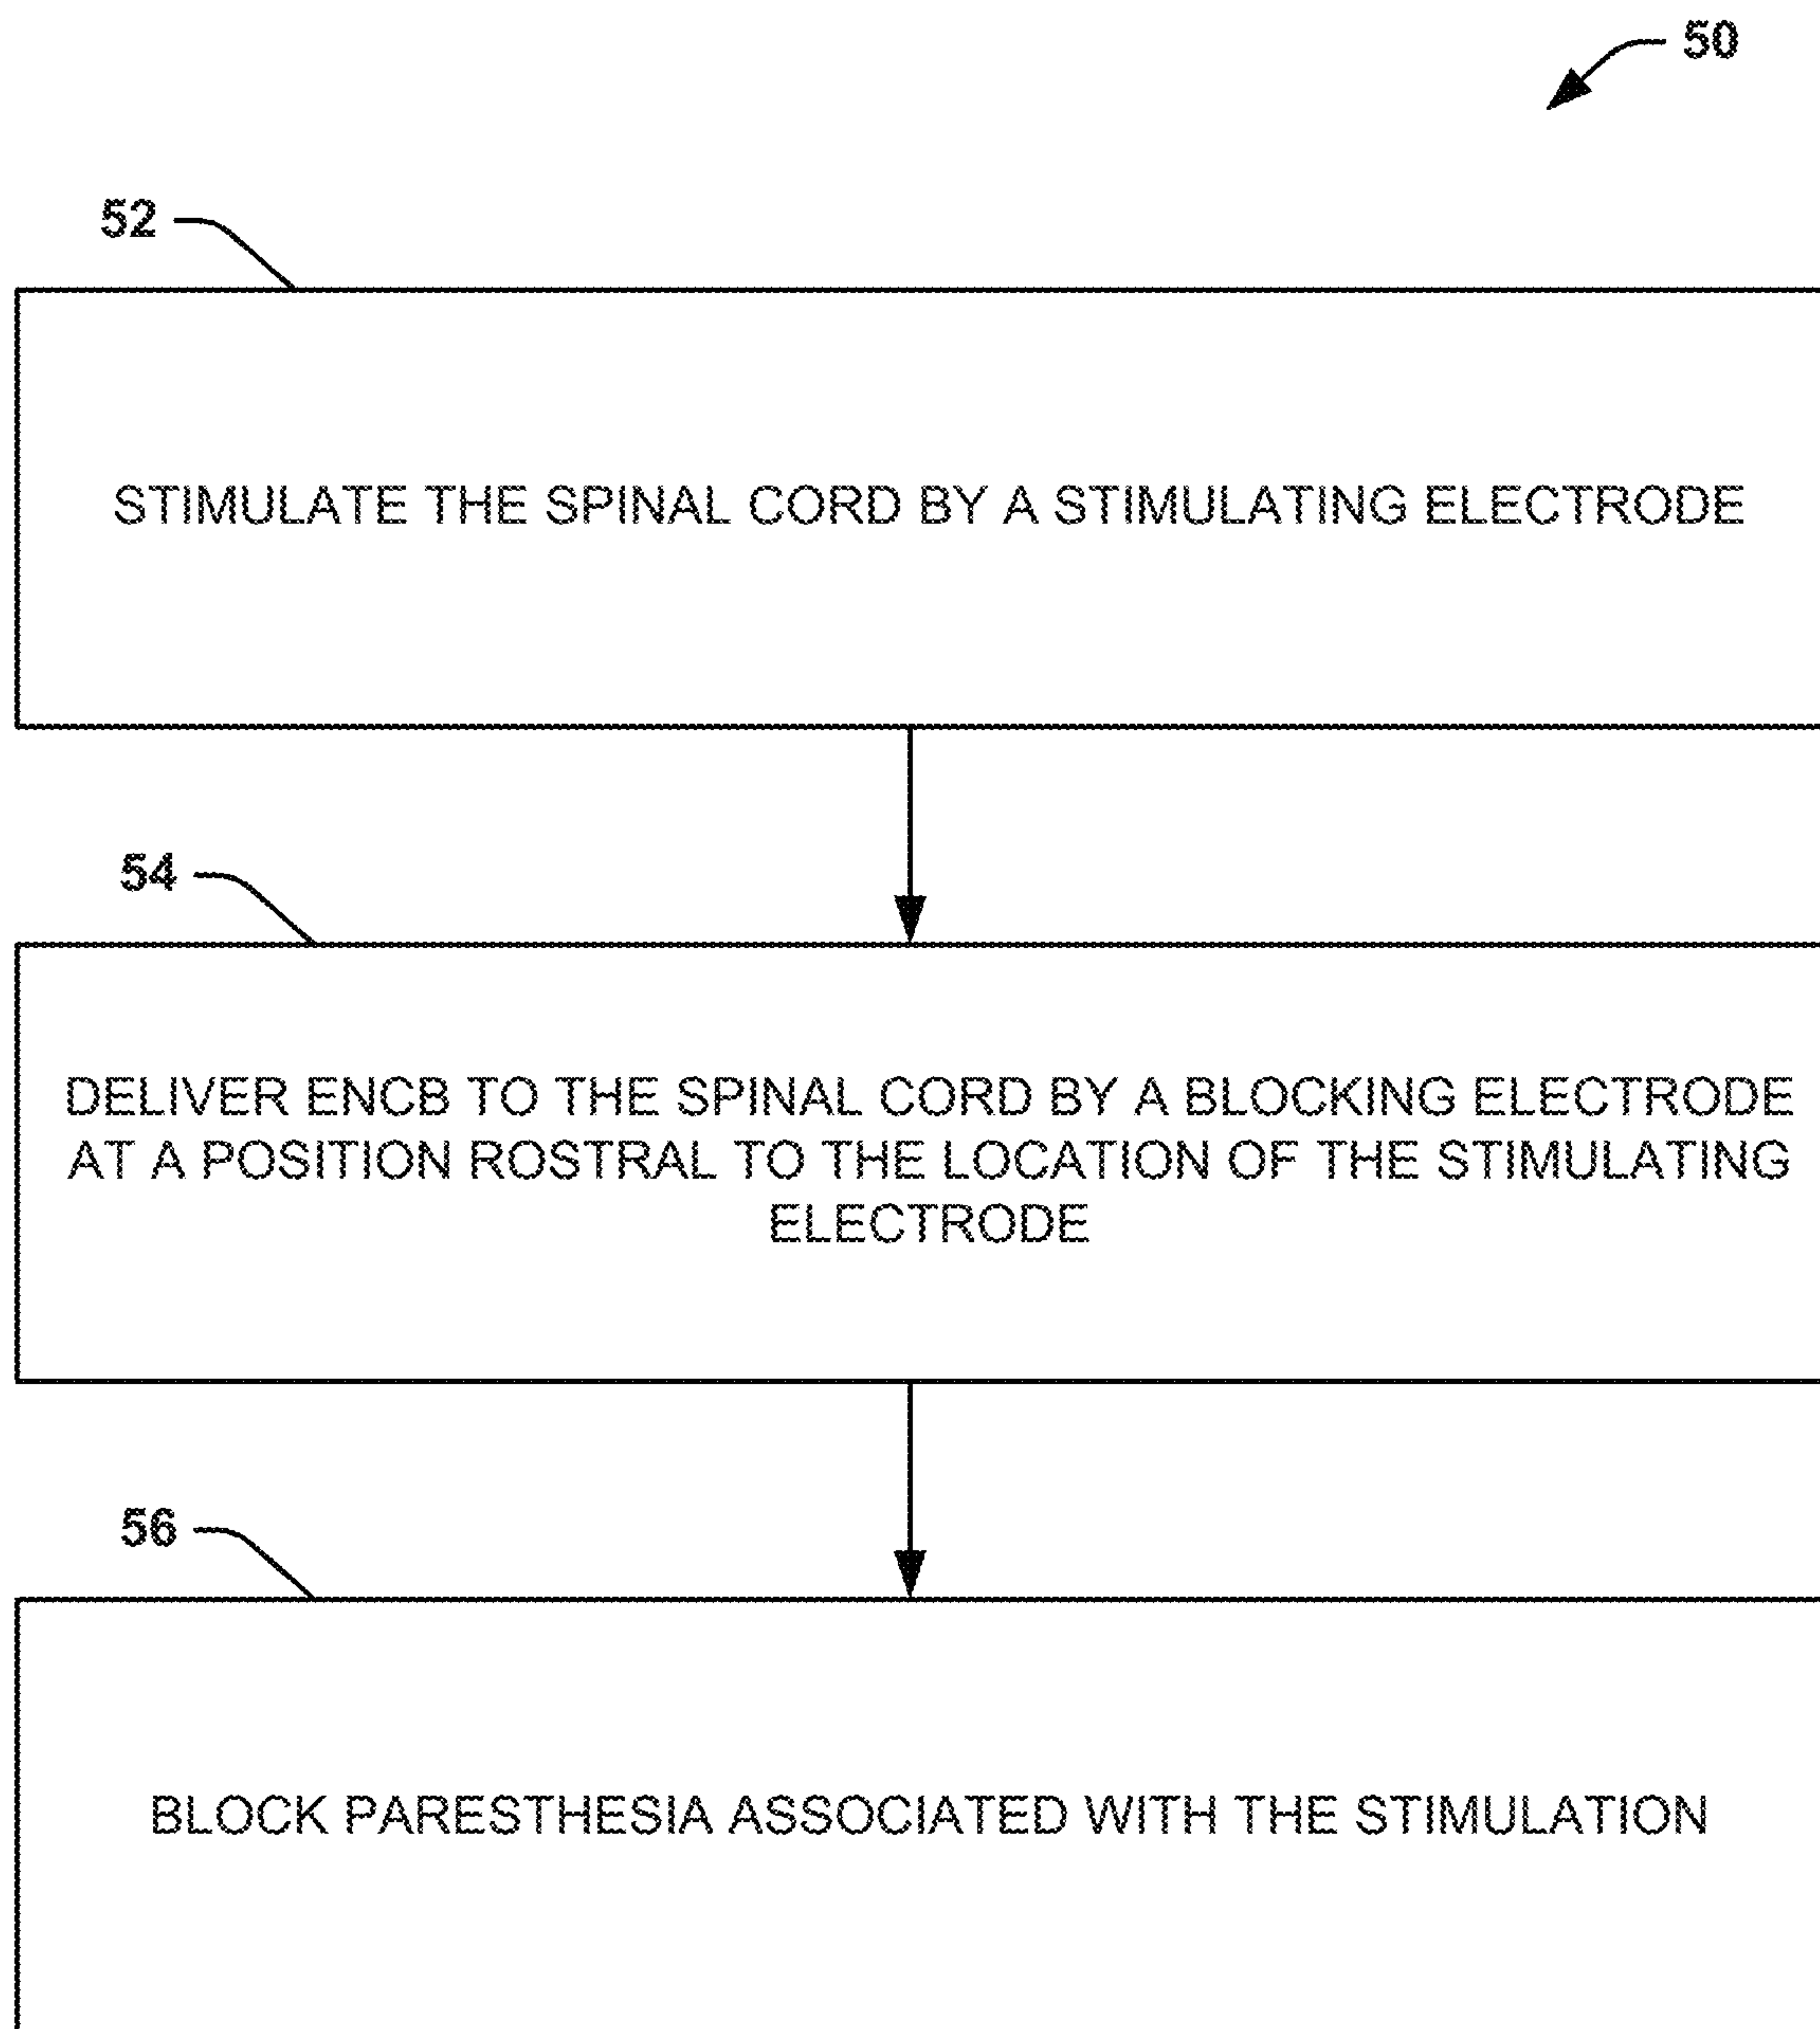 50
52
STIMULATE THE SPINAL CORD BY A STIMULATING ELECTRODE
54
DELIVER ENCB TO THE SPINAL CORD BY A BLOCKING ELECTRODE
AT A POSITION ROSTRAL TO THE LOCATION OF THE STIMULATING
ELECTRODE
56
BLOCK PARESTHESIA ASSOCIATED WITH THE STIMULATION